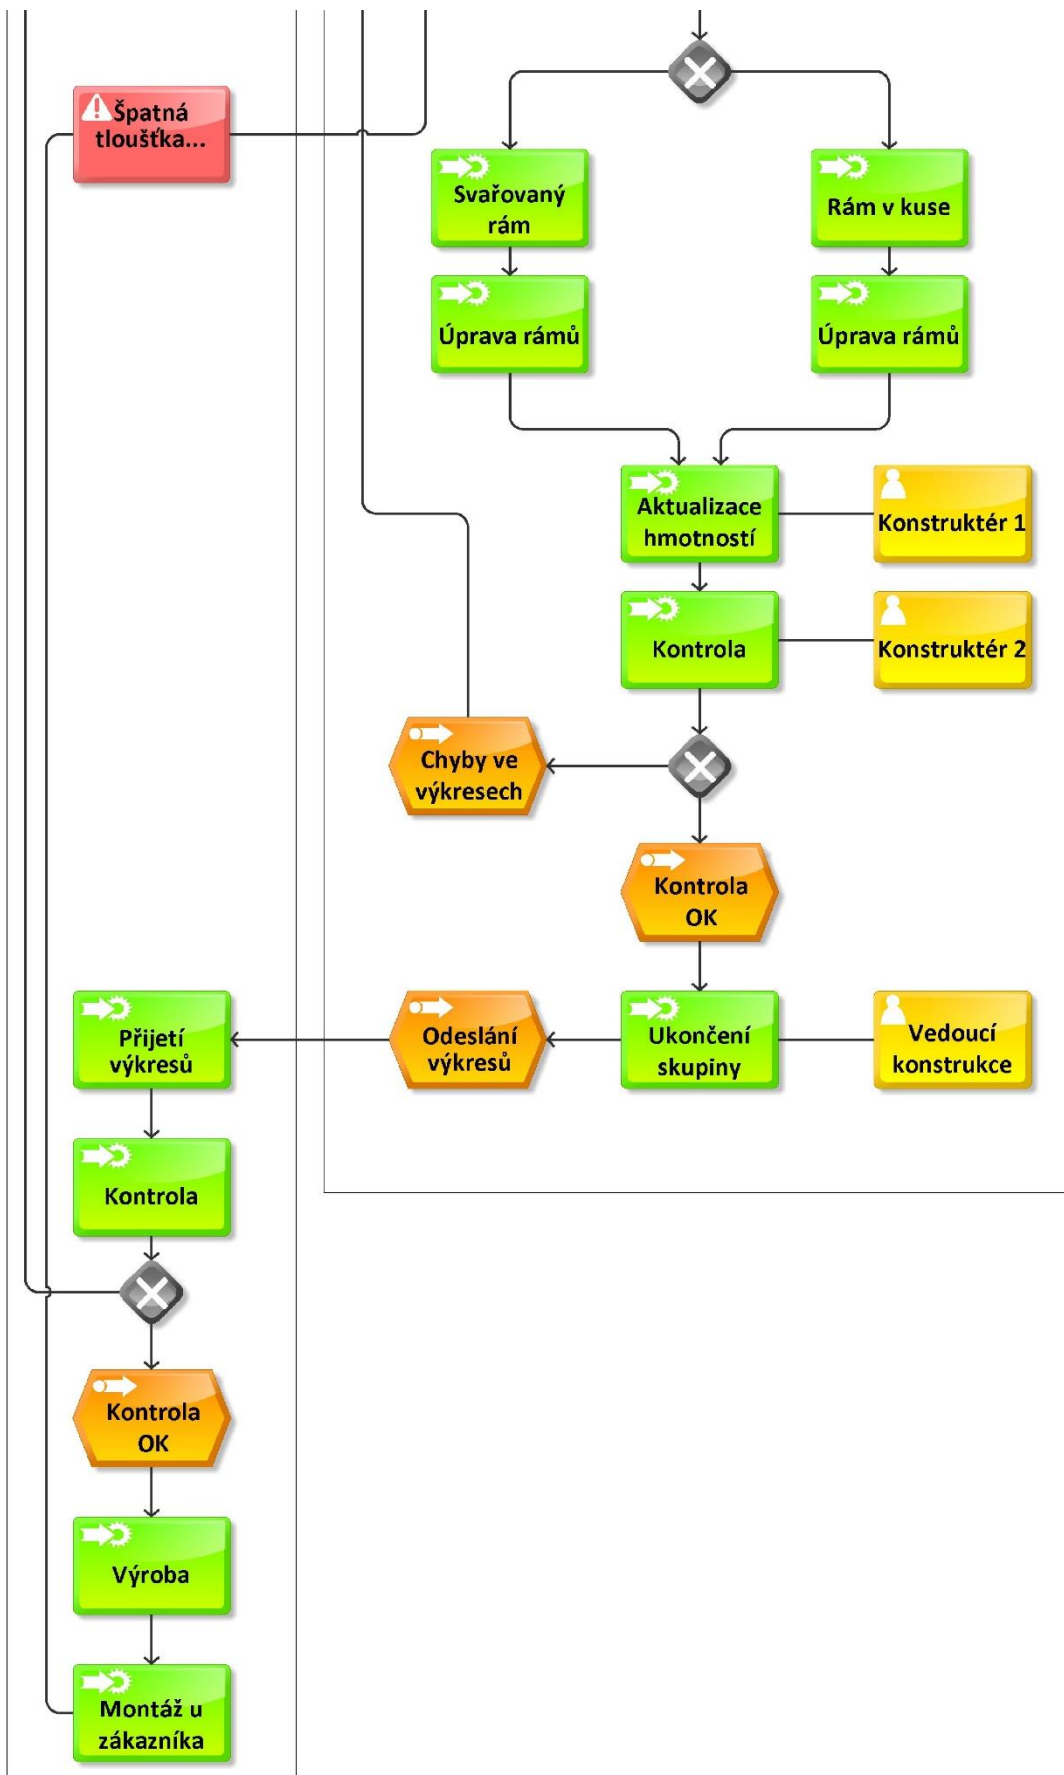 Špatná
tloušťka...
Svařovaný
rám
Rám v kuse
Úprava rámů
Úprava rámů
Aktualizace
hmotností
Konstruktér 1
Kontrola
Konstruktér 2
Chyby ve
výkresech
Kontrola
OK
Přijetí
výkresů
Odeslání
výkresů
Ukončení
skupiny
Vedoucí
konstrukce
Kontrola
Kontrola
OK
Výroba
Montáž u
zákazníka